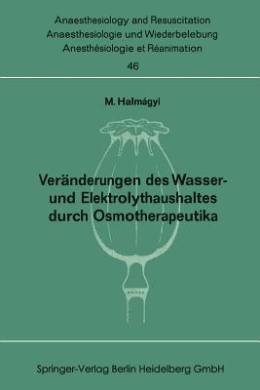 Anaesthesiology and Resuscitation
Anaesthesiologie und Wiederbelebung
Anesthésiologie et Réanimation
46
M. Halmágyi
Veränderungen des Wasser-
und Elektrolythaushaltes
durch Osmotherapeutika
Springer-Verlag Berlin Heidelberg GmbH